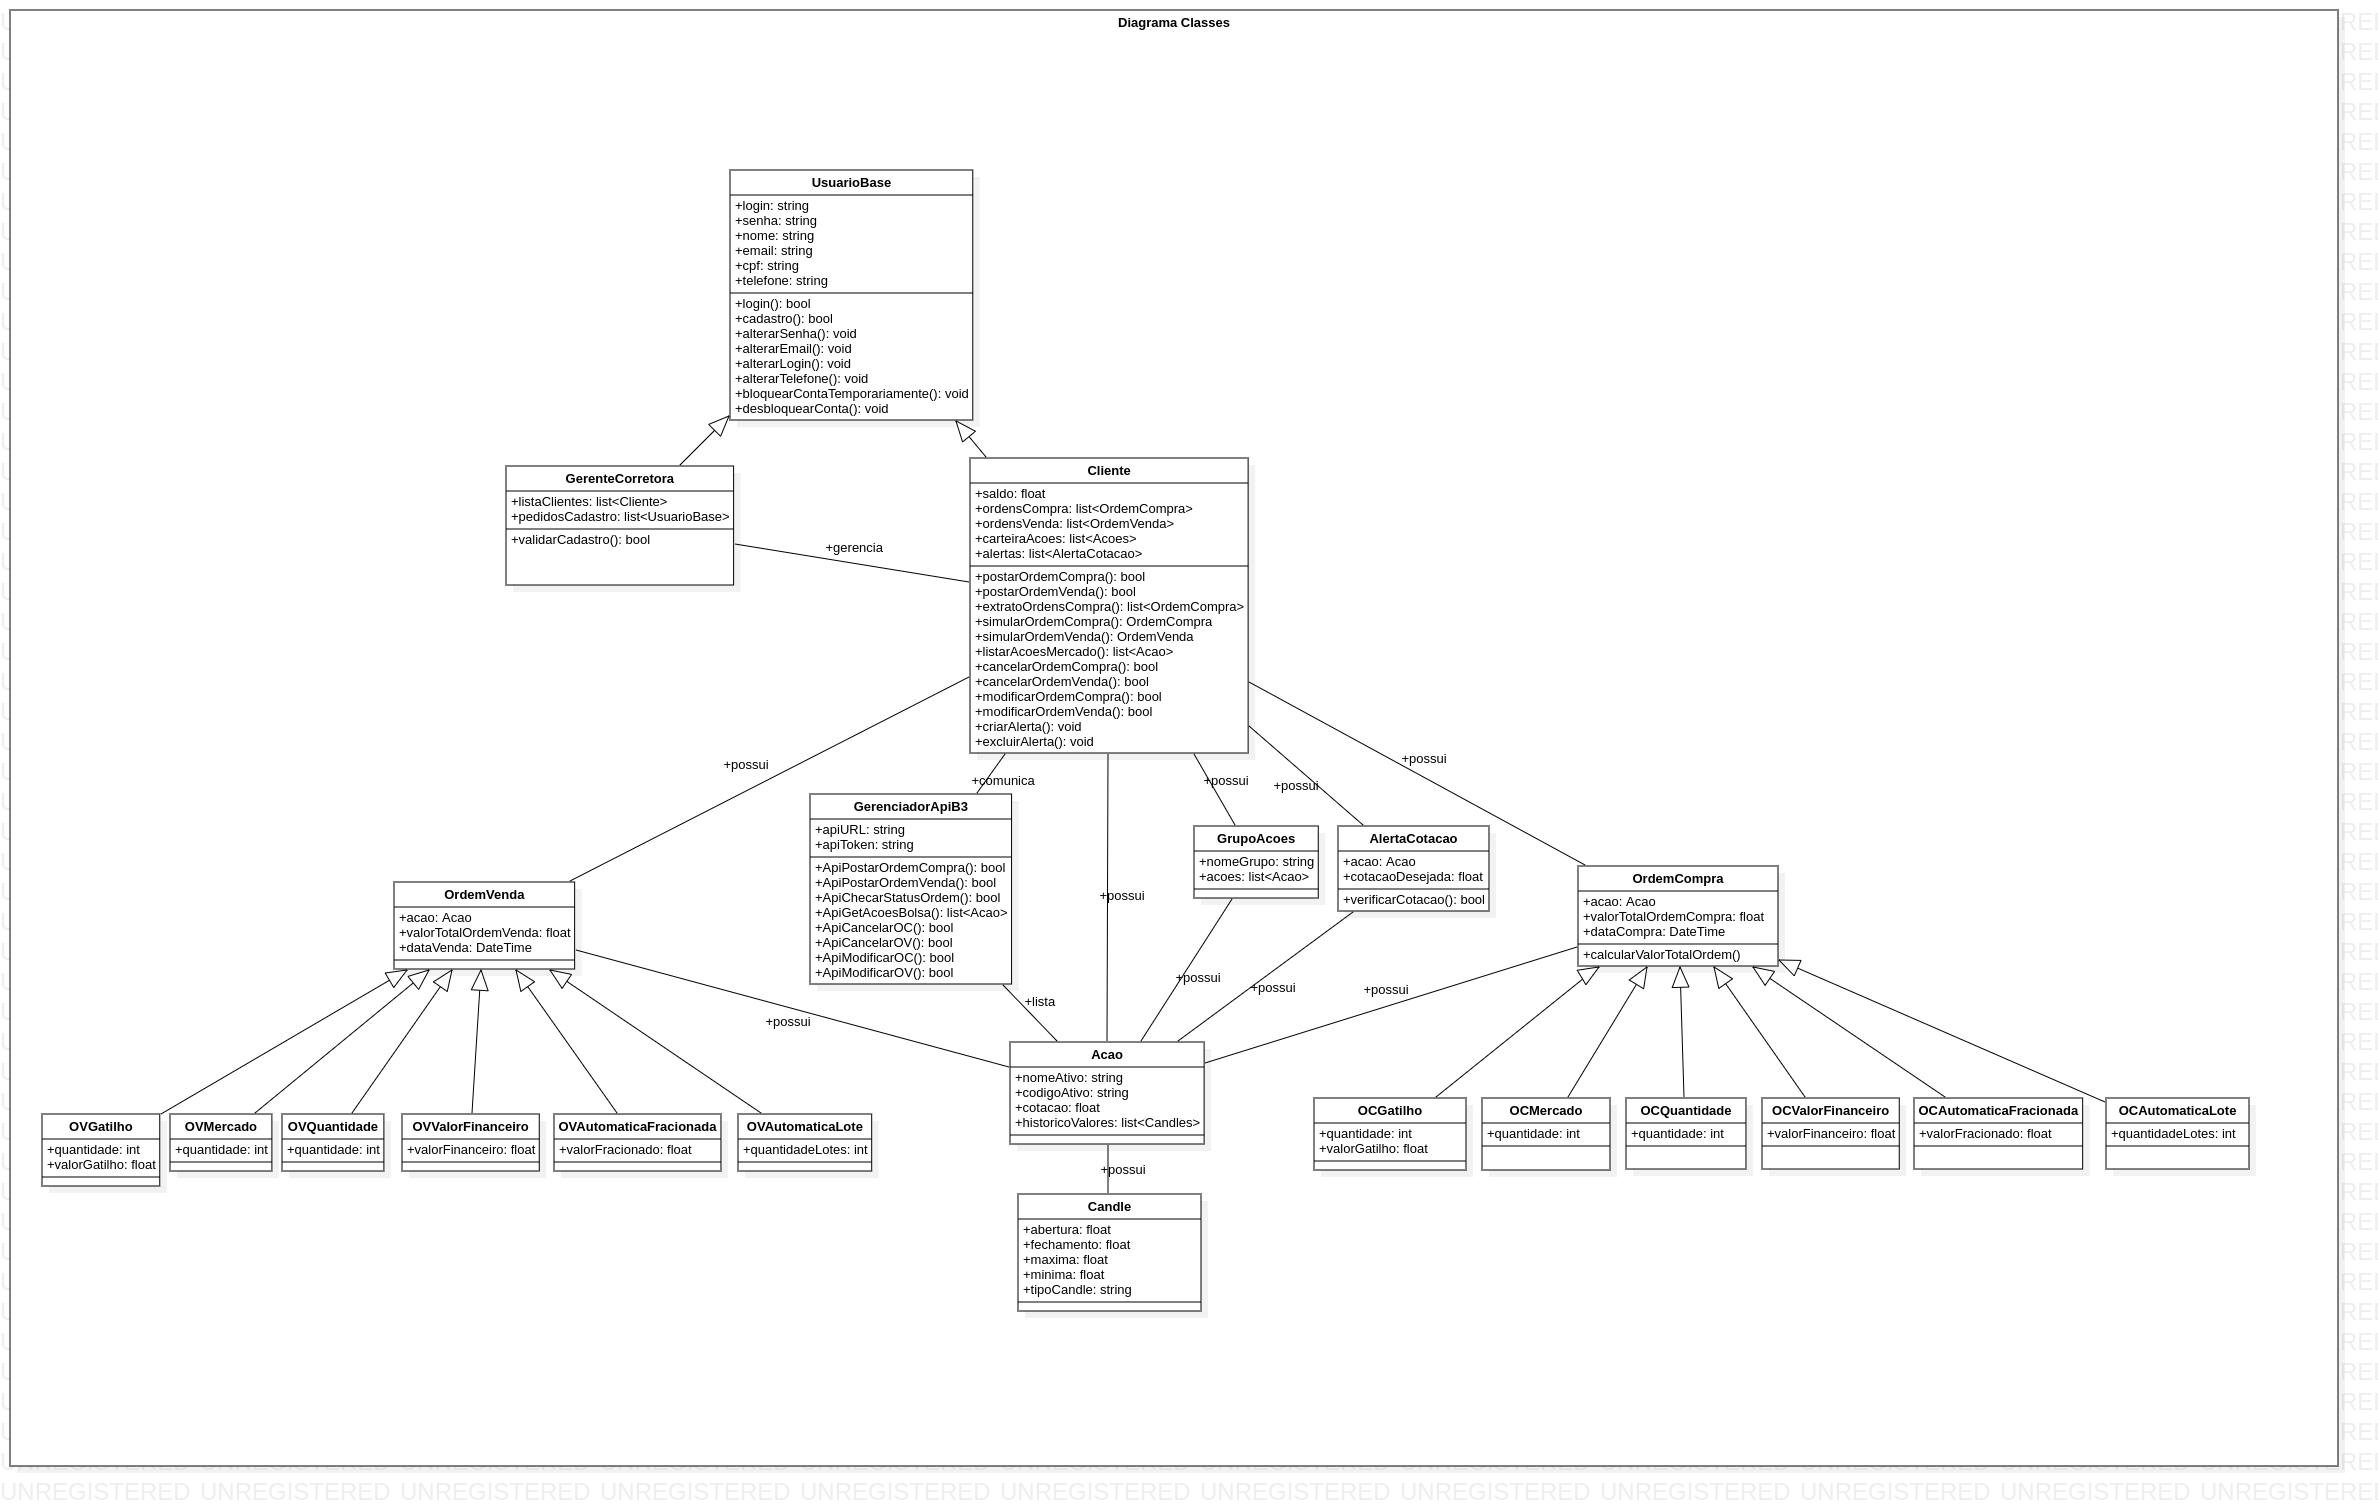 Diagrama Classes
UsuarioBase
+login: string
+senha: string
+nome: string
+email: string
+cpf: string
+telefone: string
+login(): bool
+cadastro(): bool
+alterarSenha(): void
+alterarEmail(): void
+alterarLogin(): void
+alterarTelefone(): void
+bloquearContaTemporariamente(): void
+desbloquearConta(): void
GerenteCorretora
+listaClientes: list<Cliente>
+pedidosCadastro: list<UsuarioBase>
+validarCadastro(): bool
+gerencia
Cliente
+saldo: float
+ordensCompra: list<OrdemCompra>
+ordensVenda: list<OrdemVenda>
+carteiraAcoes: list<Acoes>
+alertas: list<AlertaCotacao>
+postarOrdemCompra(): bool
+postarOrdemVenda(): bool
+extratoOrdensCompra(): list<OrdemCompra>
+simularOrdemCompra(): OrdemCompra
+simularOrdemVenda(): OrdemVenda
+listarAcoesMercado(): list<Acao>
+cancelarOrdemCompra(): bool
+cancelarOrdemVenda(): bool
+modificarOrdemCompra(): bool
+modificarOrdemVenda(): bool
+criarAlerta(): void
+excluirAlerta(): void
+possui
+comunica
+possui
+possui
+possui
+possui
GerenciadorApiB3
+apiURL: string
+apiToken: string
+ApiPostarOrdemCompra(): bool
+ApiPostarOrdemVenda(): bool
+ApiChecarStatusOrdem(): bool
+ApiGetAcoesBolsa(): list<Acao>
+ApiCancelarOC(): bool
+ApiCancelarOV(): bool
+ApiModificarOC(): bool
+ApiModificarOV(): bool
GrupoAcoes
+nomeGrupo: string
+acoes: list<Acao>
AlertaCotacao
+acao: Acao
+cotacaoDesejada: float
+verificarCotacao(): bool
OrdemVenda
+acao: Acao
+valorTotalOrdemVenda: float
+dataVenda: DateTime
OrdemCompra
+acao: Acao
+valorTotalOrdemCompra: float
+dataCompra: DateTime
+calcularValorTotalOrdem()
+possui
+lista
+possui
+possui
+possui
Acao
+nomeAtivo: string
+codigoAtivo: string
+cotacao: float
+historicoValores: list<Candles>
OVGatilho
+quantidade: int
+valorGatilho: float
OVMercado
+quantidade: int
OVQuantidade
+quantidade: int
OVValorFinanceiro
+valorFinanceiro: float
OVAutomaticaFracionada
+valorFracionado: float
OVAutomaticaLote
+quantidadeLotes: int
OCGatilho
+quantidade: int
+valorGatilho: float
OCMercado
+quantidade: int
OCQuantidade
+quantidade: int
OCValorFinanceiro
+valorFinanceiro: float
OCAutomaticaFracionada
+valorFracionado: float
OCAutomaticaLote
+quantidadeLotes: int
+possui
Candle
+abertura: float
+fechamento: float
+maxima: float
+minima: float
+tipoCandle: string
UNREGISTERED UNREGISTERED UNREGISTERED UNREGISTERED UNREGISTERED UNREGISTERED UNREGISTERED UNREGISTERED UNREGISTERED UNREGISTERED UNREGISTERED